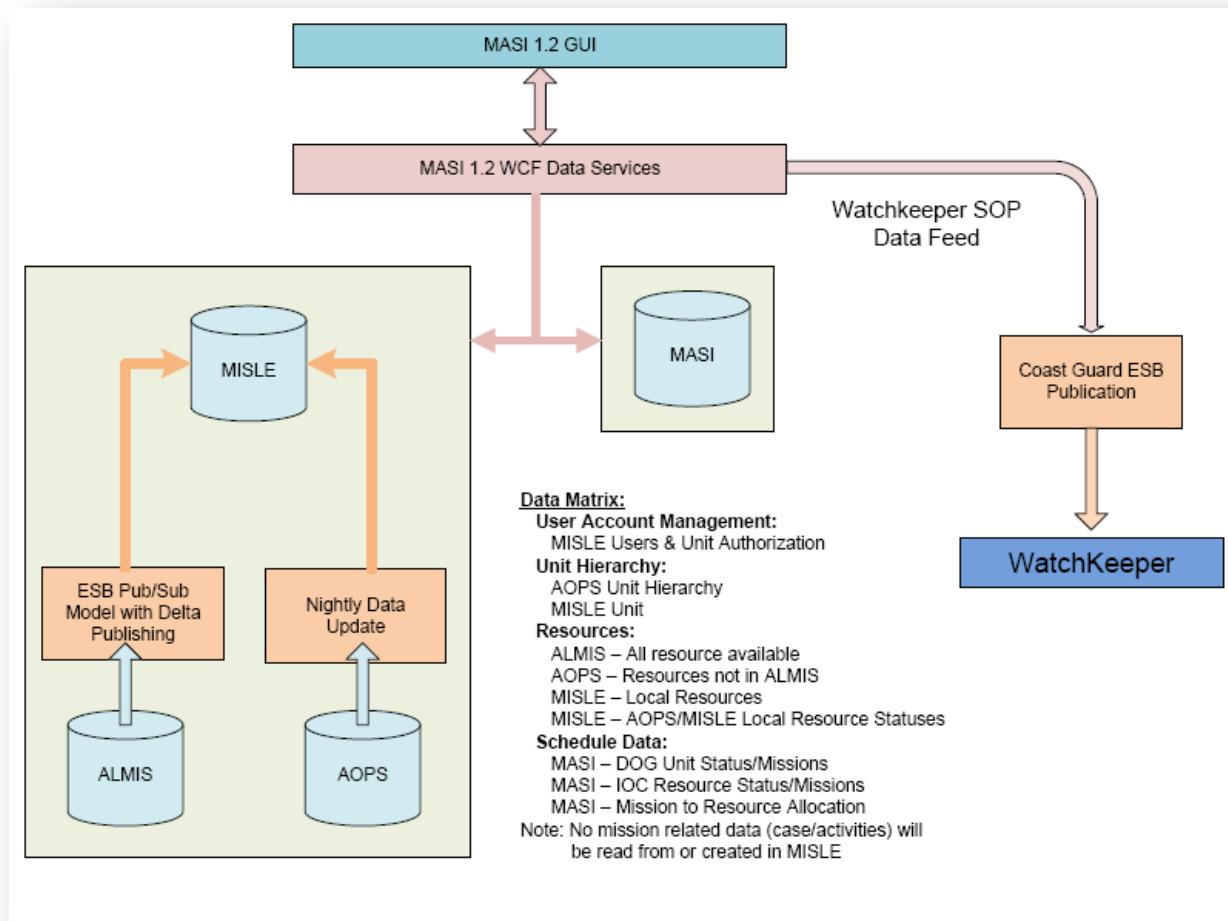 MASI 1.2 GUI
MASI 1.2 WCF Data Services
Watchkeeper SOP
Data Feed
MISLE
MASI
Coast Guard ESB
Publication
WatchKeeper
ESB Pub/Sub
Model with Delta
Publishing
Nightly Data
Update
ALMIS
AOPS
Data Matrix:
User Account Management:
MISLE Users & Unit Authorization
Unit Hierarchy:
AOPS Unit Hierarchy
MISLE Unit
Resources:
ALMIS – All resource available
AOPS – Resources not in ALMIS
MISLE – Local Resources
MISLE – AOPS/MISLE Local Resource Statuses
Schedule Data:
MASI – DOG Unit Status/Missions
MASI – IOC Resource Status/Missions
MASI – Mission to Resource Allocation
Note: No mission related data (case/activities) will
be read from or created in MISLE